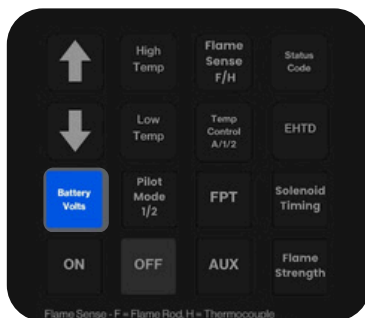 High
Temp
Flame
Sense
F/H
Status
Code
Low
Temp
Temp
Control
A/1/2
EHTD
Battery
Volts
Pilot
Mode
1/2
FPT
Solenoid
Timing
ON
OFF
AUX
Flame
Strength
Flame Sense - F = Flame Rod, H = Thermocouple